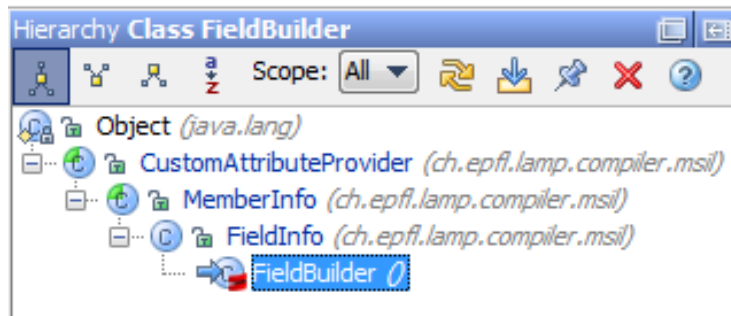 Hierarchy Class FieldBuilder
a z Scope: All
Object (java.lang)
CustomAttributeProvider (ch.epfl.lamp.compiler.msil)
MemberInfo (ch.epfl.lamp.compiler.msil)
FieldInfo (ch.epfl.lamp.compiler.msil)
FieldBuilder ()